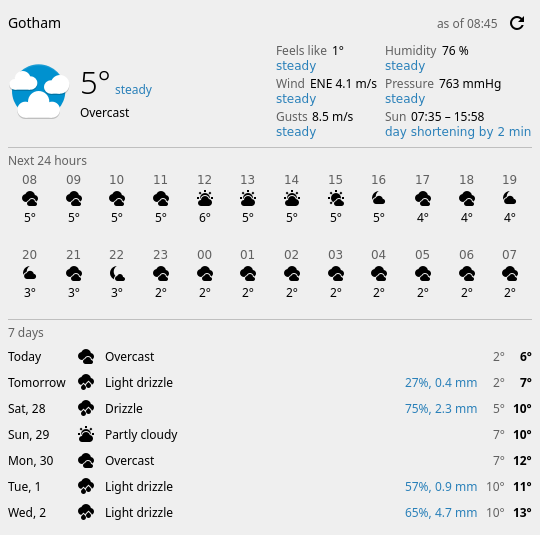 Gotham
as of 08:45
5° steady
Overcast
Feels like 1°
steady
Wind ENE 4.1 m/s
steady
Gusts 8.5 m/s
steady
Humidity 76 %
steady
Pressure 763 mmHg
steady
Sun 07:35 – 15:58
day shortening by 2 min
Next 24 hours
08 09 10 11 12 13 14 15 16 17 18 19
5° 5° 5° 5° 6° 5° 5° 5° 5° 4° 4° 4°
20 21 22 23 00 01 02 03 04 05 06 07
3° 3° 3° 2° 2° 2° 2° 2° 2° 2° 2° 2°
7 days
Today Overcast 2° 6°
Tomorrow Light drizzle 27%, 0.4 mm 2° 7°
Sat, 28 Drizzle 75%, 2.3 mm 5° 10°
Sun, 29 Partly cloudy 7° 10°
Mon, 30 Overcast 7° 12°
Tue, 1 Light drizzle 57%, 0.9 mm 10° 11°
Wed, 2 Light drizzle 65%, 4.7 mm 10° 13°